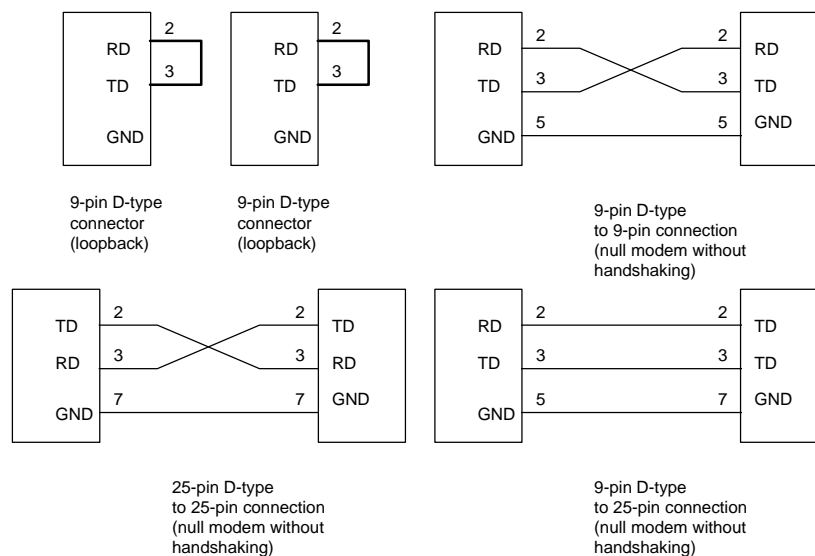 2
RD
TD
3
GND
9-pin D-type
connector
(loopback)
2
RD
TD
3
GND
9-pin D-type
connector
(loopback)
2 2
RD RD
3 3
TD TD
5 5
GND GND
9-pin D-type
to 9-pin connection
(null modem without
handshaking)
2 2
TD TD
3 3
RD RD
7 7
GND GND
25-pin D-type
to 25-pin connection
(null modem without
handshaking)
2 2
RD TD
3 3
TD TD
5 7
GND GND
9-pin D-type
to 25-pin connection
(null modem without
handshaking)